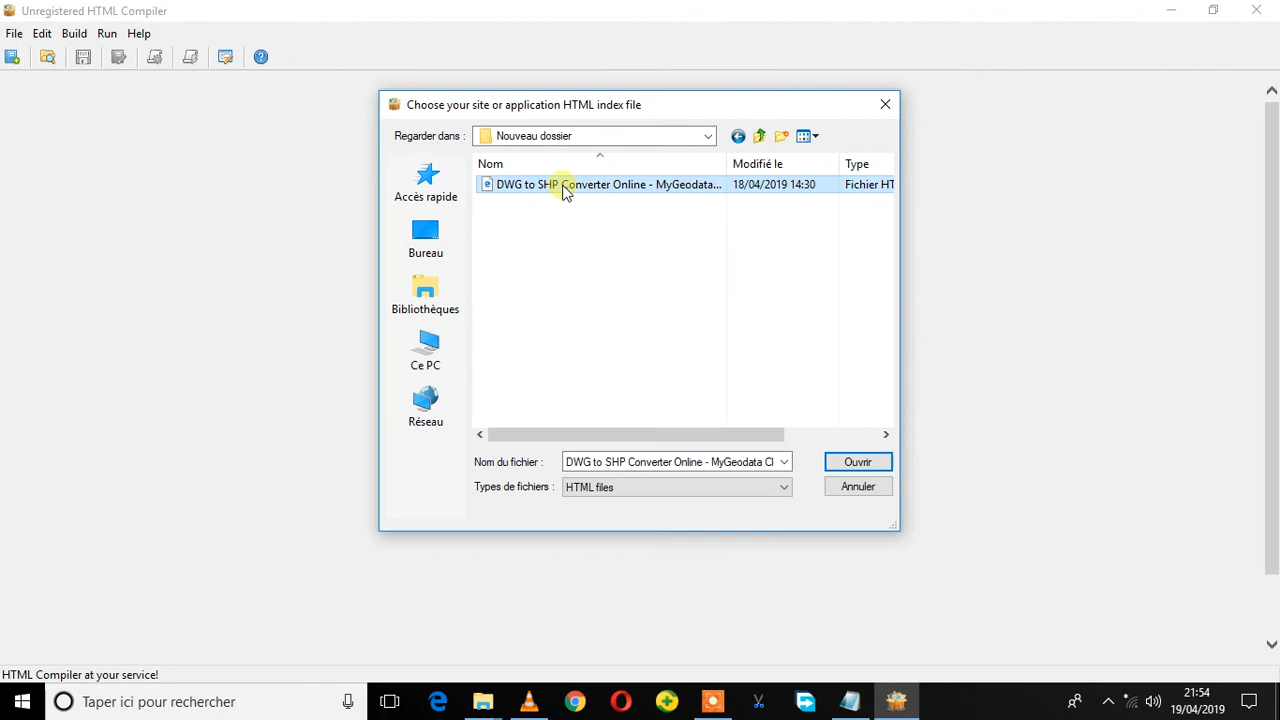 Unregistered HTML Compiler
File Edit Build Run Help
Choose your site or application HTML index file
Regarder dans : Nouveau dossier
Nom Modifié le Type
DWG to SHP Converter Online - MyGeodata... 18/04/2019 14:30 Fichier HT
Accès rapide
Bureau
Bibliothèques
Ce PC
Réseau
Nom du fichier : DWG to SHP Converter Online - MyGeodata Cl Ouvrir
Types de fichiers : HTML files Annuler
HTML Compiler at your service!
Taper ici pour rechercher
21:54
19/04/2019